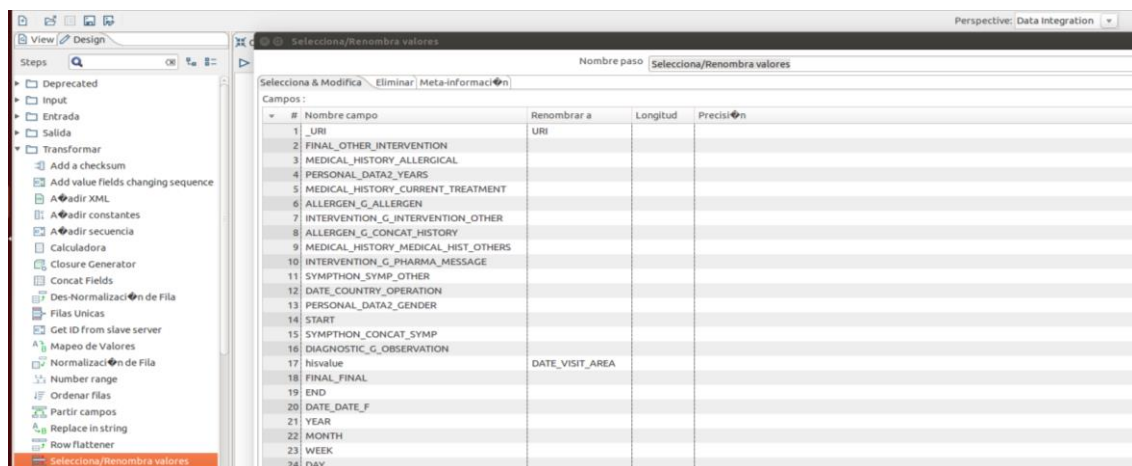 Perspective: Data Integration
View Design
Selecciona/Renombra valores
Steps
Nombre paso Selecciona/Renombra valores
Selecciona & Modifica Eliminar Meta-informaci�n
Campos :
# Nombre campo Renombrar a Longitud Precisi�n
1 _URI URI
2 FINAL_OTHER_INTERVENTION
3 MEDICAL_HISTORY_ALLERGICAL
4 PERSONAL_DATA2_YEARS
5 MEDICAL_HISTORY_CURRENT_TREATMENT
6 ALLERGEN_G_ALLERGEN
7 INTERVENTION_G_INTERVENTION_OTHER
8 ALLERGEN_G_CONCAT_HISTORY
9 MEDICAL_HISTORY_MEDICAL_HIST_OTHERS
10 INTERVENTION_G_PHARMA_MESSAGE
11 SYMPTHON_SYMP_OTHER
12 DATE_COUNTRY_OPERATION
13 PERSONAL_DATA2_GENDER
14 START
15 SYMPTHON_CONCAT_SYMP
16 DIAGNOSTIC_G_OBSERVATION
17 hisvalue DATE_VISIT_AREA
18 FINAL_FINAL
19 END
20 DATE_DATE_F
21 YEAR
22 MONTH
23 WEEK
24 DAY
Deprecated
Input
Entrada
Salida
Transformar
Add a checksum
Add value fields changing sequence
A�adir XML
A�adir constantes
A�adir secuencia
Calculadora
Closure Generator
Concat Fields
Des-Normalizaci�n de Fila
Filas Unicas
Get ID from slave server
Mapeo de Valores
Normalizaci�n de Fila
Number range
Ordenar filas
Partir campos
Replace in string
Row flattener
Selecciona/Renombra valores